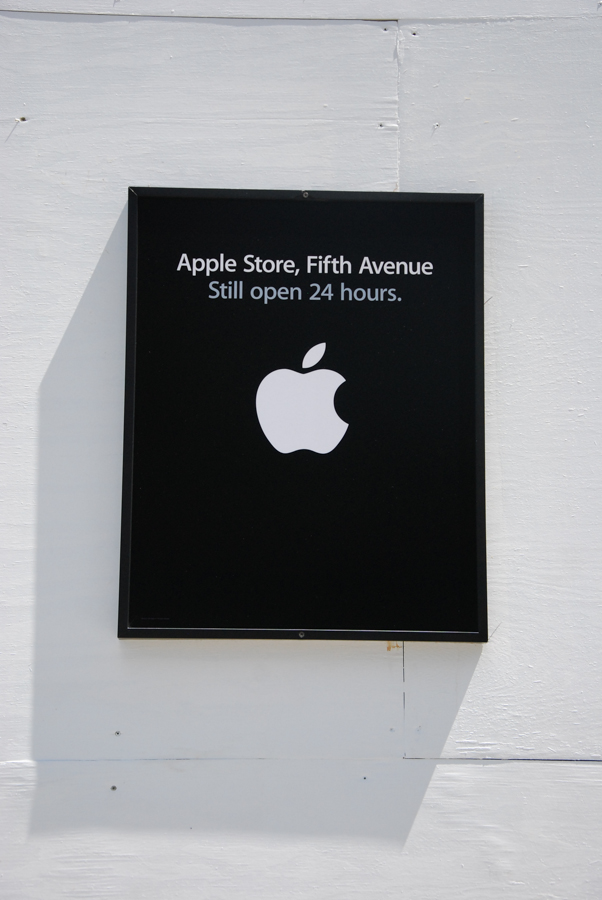 Apple Store, Fifth Avenue
Still open 24 hours.